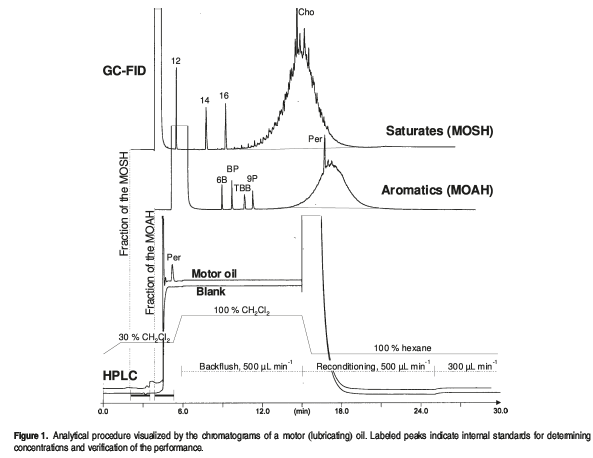 Cho
GC-FID
12
14
16
Saturates (MOSH)
Per
BP
6B
TBB
9P
Aromatics (MOAH)
Fraction of the MOSH
Fraction of the MOAH
Per
Motor oil
Blank
100 % CH2Cl2
30 % CH2Cl2
100 % hexane
Backflush, 500 µL min-1
Reconditioning, 500 µL min-1
300 µL min-1
HPLC
0.0 6.0 12.0 (min) 18.0 24.0 30.0
Figure 1. Analytical procedure visualized by the chromatograms of a motor (lubricating) oil. Labeled peaks indicate internal standards for determining
concentrations and verification of the performance.